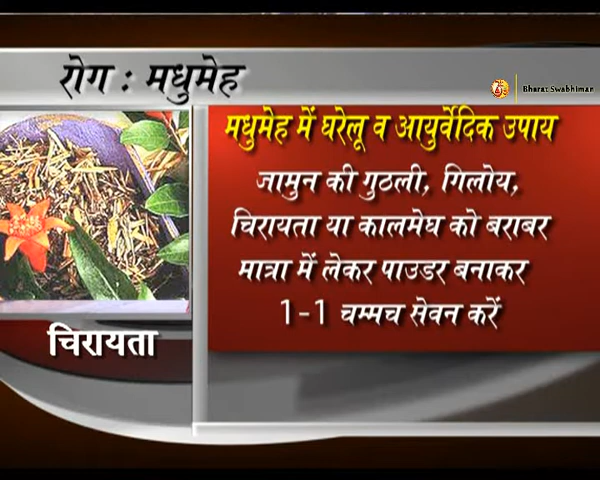 रोग : मधुमेह
Bharat Swabhiman
मधुमेह में घरेलू व आयुर्वेदिक उपाय
जामुन की गुठली, गिलोय,
चिरायता या कालमेघ को बराबर
मात्रा में लेकर पाउडर बनाकर
1-1 चम्मच सेवन करें
चिरायता